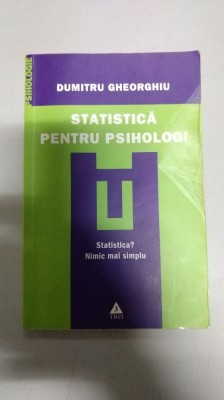 PSIHOLOGIE
DUMITRU GHEORGHIU
STATISTICĂ
PENTRU PSIHOLOGI
Statistica?
Nimic mai simplu
TREI